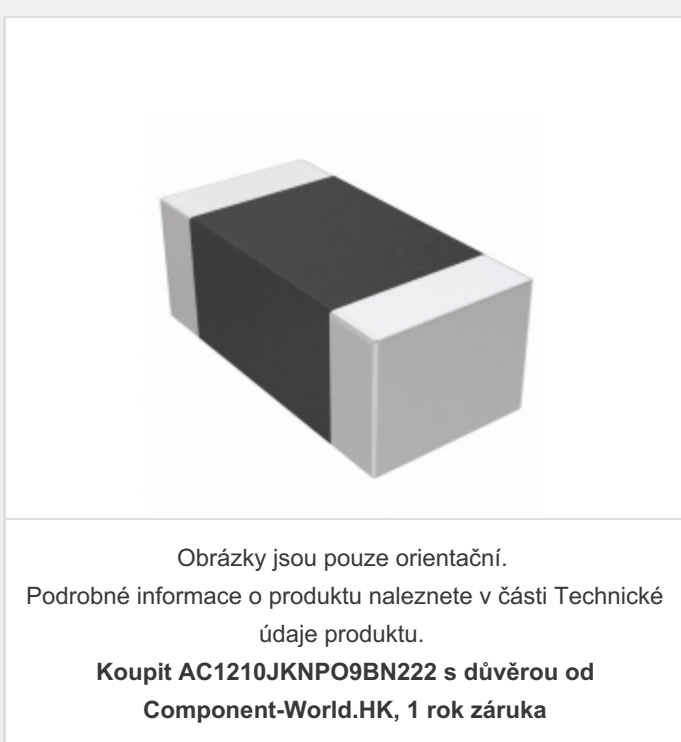 Obrázky jsou pouze orientační.
Podrobné informace o produktu naleznete v části Technické
údaje produktu.
Koupit AC1210JKNPO9BN222 s důvěrou od
Component-World.HK, 1 rok záruka